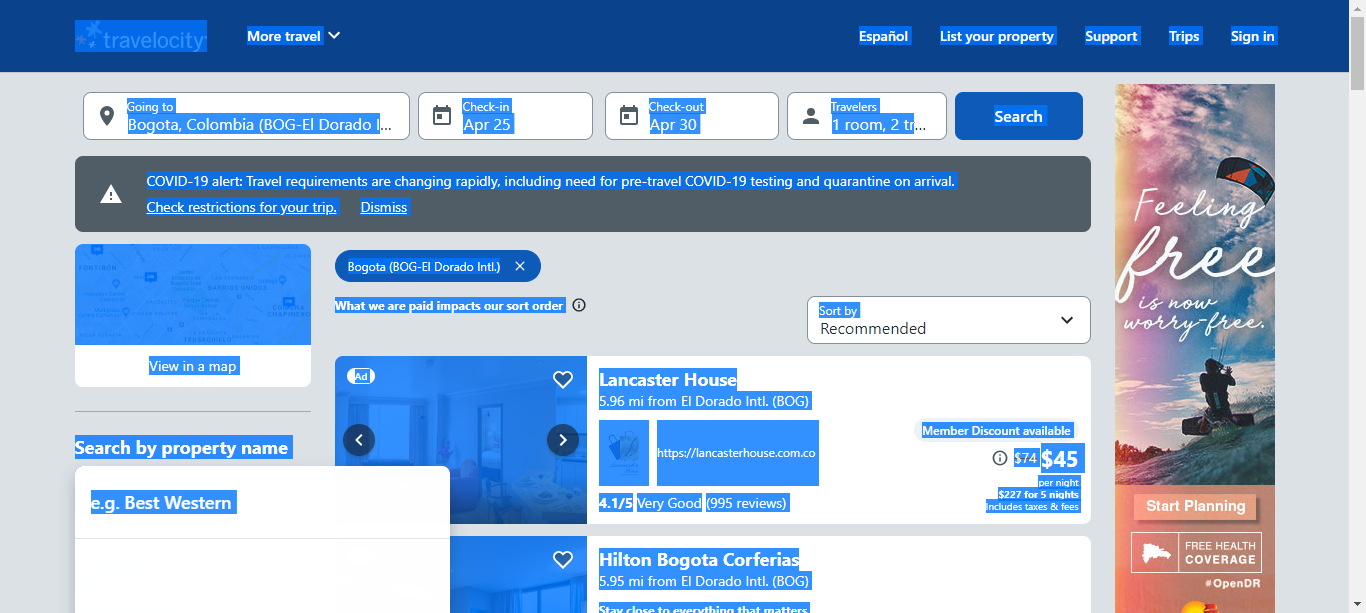 travelocity
More travel
Español
List your property
Support
Trips
Sign in
Going to
Bogota, Colombia (BOG-El Dorado I...
Check-in
Apr 25
Check-out
Apr 30
Travelers
1 room, 2 tr...
Search
COVID-19 alert: Travel requirements are changing rapidly, including need for pre-travel COVID-19 testing and quarantine on arrival.
Check restrictions for your trip.
Dismiss
View in a map
Search by property name
e.g. Best Western
Bogota (BOG-El Dorado Intl.)
What we are paid impacts our sort order
Sort by
Recommended
Ad
Lancaster House
5.96 mi from El Dorado Intl. (BOG)
https://lancasterhouse.com.co
4.1/5 Very Good (995 reviews)
Member Discount available
$74 $45
per night
$227 for 5 nights
Includes taxes & fees
Hilton Bogota Corferias
5.95 mi from El Dorado Intl. (BOG)
Stay close to everything that matters
Feeling
free
is now
worry-free.
Start Planning
FREE HEALTH
COVERAGE
#OpenDR